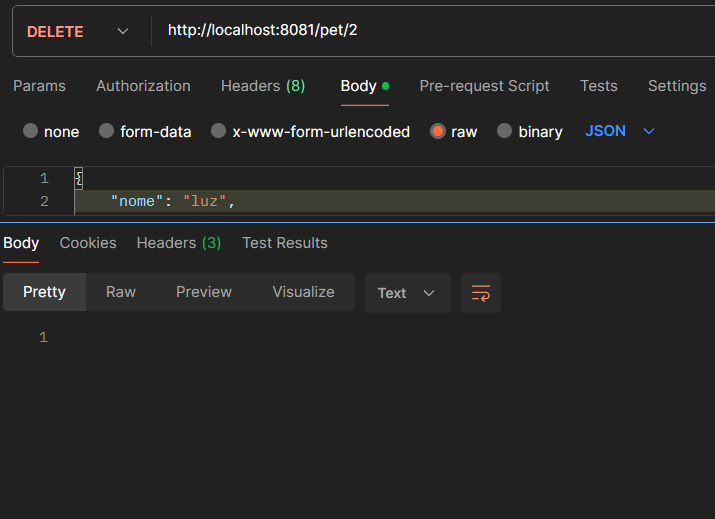 DELETE http://localhost:8081/pet/2
Params Authorization Headers (8) Body Pre-request Script Tests Settings
none form-data x-www-form-urlencoded raw binary JSON
1 {
2 "nome": "luz",
Body Cookies Headers (3) Test Results
Pretty Raw Preview Visualize Text
1